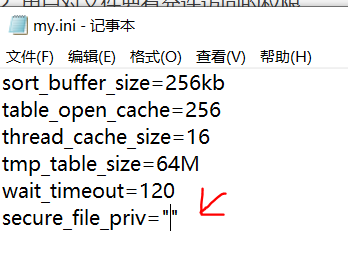 my.ini - 记事本
文件(F) 编辑(E) 格式(O) 查看(V) 帮助(H)
sort_buffer_size=256kb
table_open_cache=256
thread_cache_size=16
tmp_table_size=64M
wait_timeout=120
secure_file_priv=""